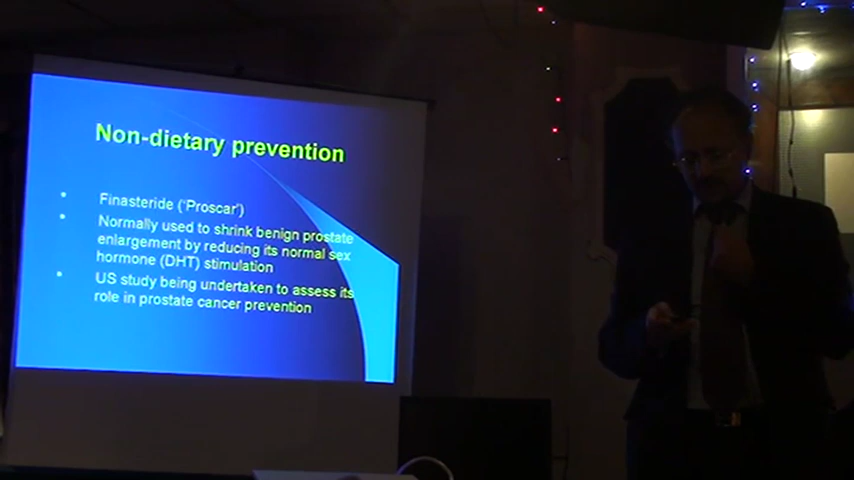 Non-dietary prevention
• Finasteride ('Proscar')
• Normally used to shrink benign prostate
enlargement by reducing its normal sex
hormone (DHT) stimulation
• US study being undertaken to assess its
role in prostate cancer prevention